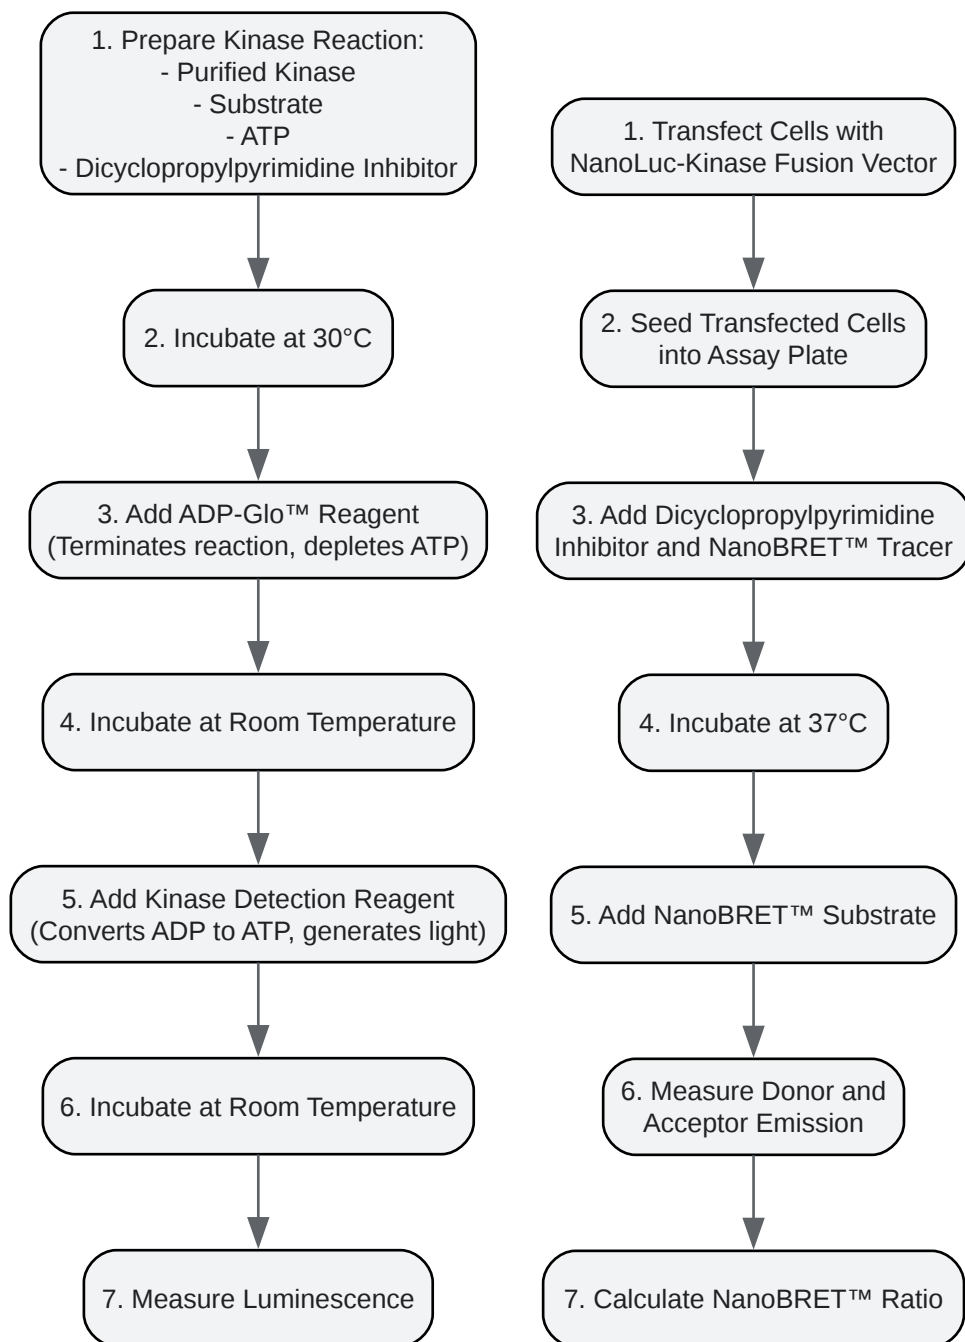 1. Prepare Kinase Reaction:
- Purified Kinase
- Substrate
- ATP
- Dicyclopropylpyrimidine Inhibitor
2. Incubate at 30°C
3. Add ADP-Glo™ Reagent
(Terminates reaction, depletes ATP)
4. Incubate at Room Temperature
5. Add Kinase Detection Reagent
(Converts ADP to ATP, generates light)
6. Incubate at Room Temperature
7. Measure Luminescence
1. Transfect Cells with
NanoLuc-Kinase Fusion Vector
2. Seed Transfected Cells
into Assay Plate
3. Add Dicyclopropylpyrimidine
Inhibitor and NanoBRET™ Tracer
4. Incubate at 37°C
5. Add NanoBRET™ Substrate
6. Measure Donor and
Acceptor Emission
7. Calculate NanoBRET™ Ratio